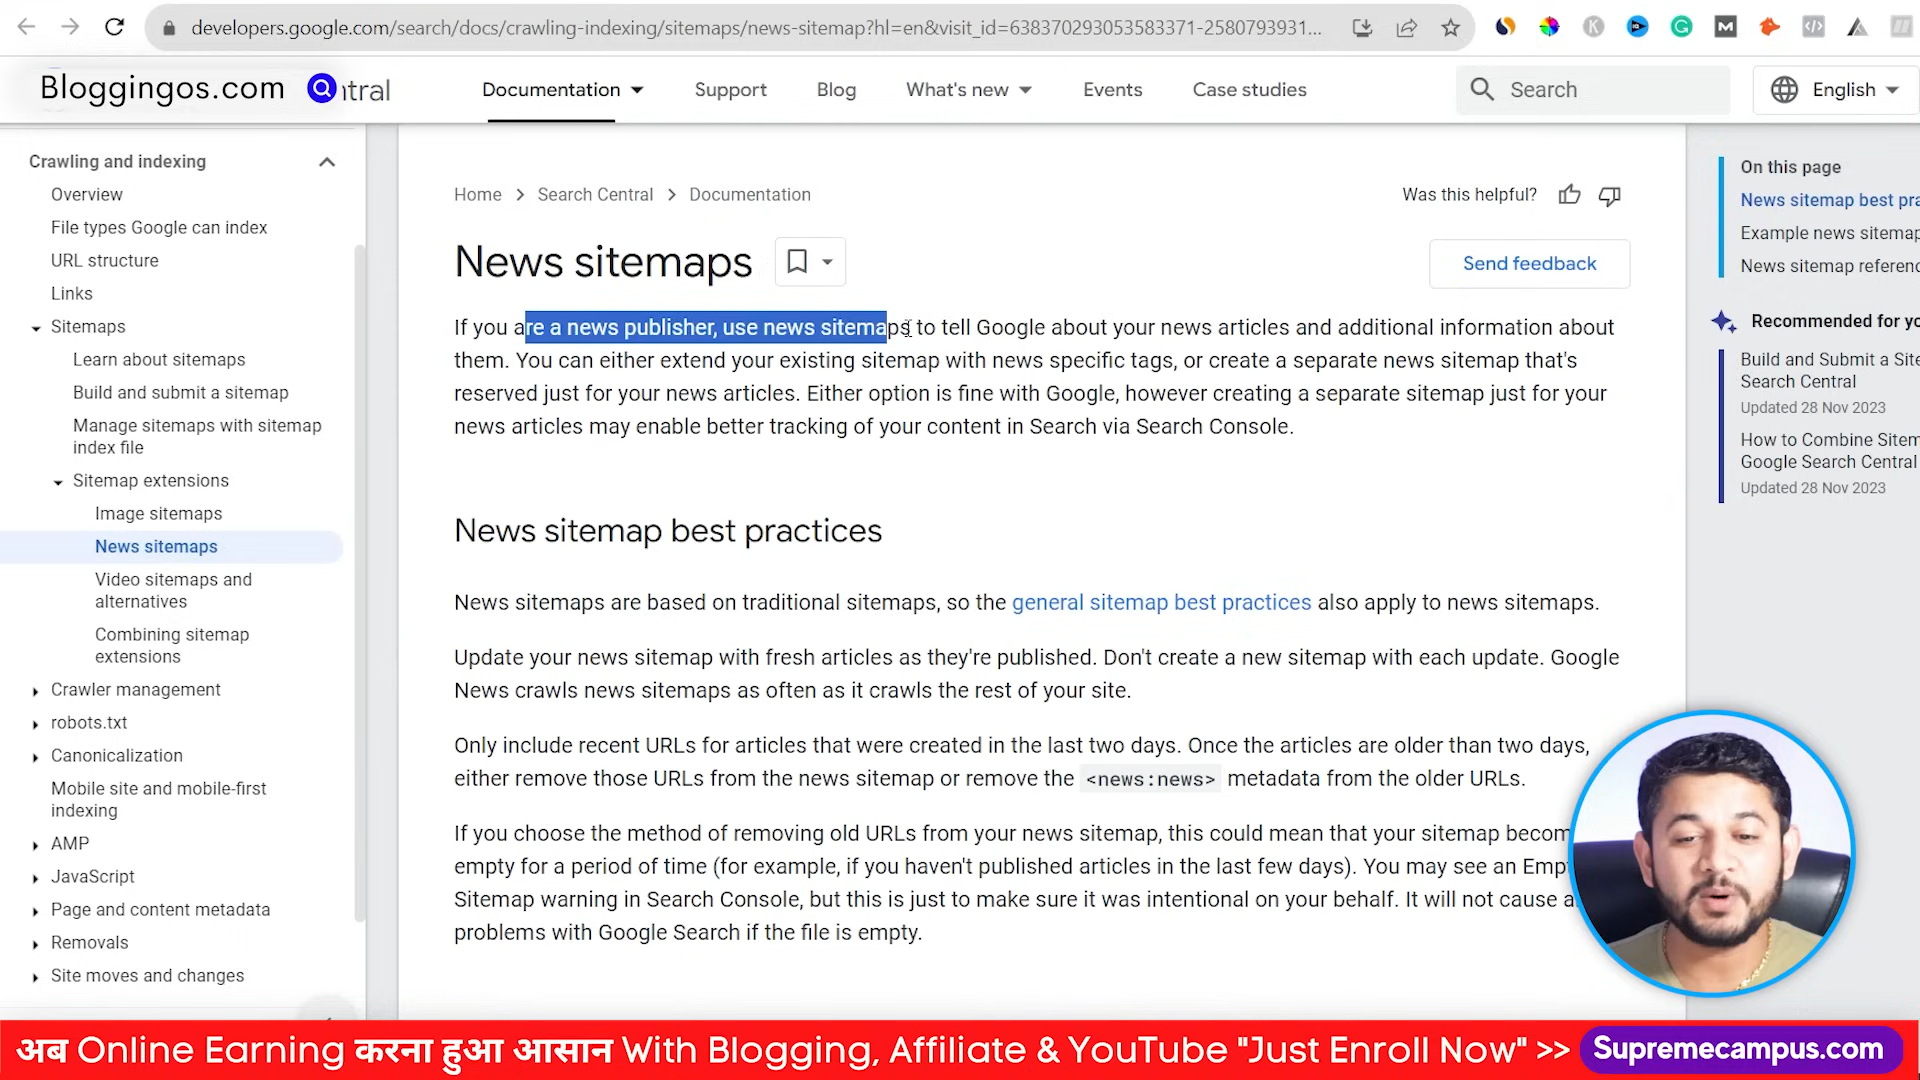 developers.google.com/search/docs/crawling-indexing/sitemaps/news-sitemap?hl=en&visit_id=638370293053583371-2580793931...
Bloggingos.com
ntral
Documentation
Support
Blog
What's new
Events
Case studies
Search
English
Crawling and indexing
Overview
File types Google can index
URL structure
Links
Sitemaps
Learn about sitemaps
Build and submit a sitemap
Manage sitemaps with sitemap
index file
Sitemap extensions
Image sitemaps
News sitemaps
Video sitemaps and
alternatives
Combining sitemap
extensions
Crawler management
robots.txt
Canonicalization
Mobile site and mobile-first
indexing
AMP
JavaScript
Page and content metadata
Removals
Site moves and changes
Home > Search Central > Documentation
Was this helpful?
News sitemaps
Send feedback
If you are a news publisher, use news sitemaps to tell Google about your news articles and additional information about
them. You can either extend your existing sitemap with news specific tags, or create a separate news sitemap that's
reserved just for your news articles. Either option is fine with Google, however creating a separate sitemap just for your
news articles may enable better tracking of your content in Search via Search Console.
News sitemap best practices
News sitemaps are based on traditional sitemaps, so the general sitemap best practices also apply to news sitemaps.
Update your news sitemap with fresh articles as they're published. Don't create a new sitemap with each update. Google
News crawls news sitemaps as often as it crawls the rest of your site.
Only include recent URLs for articles that were created in the last two days. Once the articles are older than two days,
either remove those URLs from the news sitemap or remove the <news:news> metadata from the older URLs.
If you choose the method of removing old URLs from your news sitemap, this could mean that your sitemap becom
empty for a period of time (for example, if you haven't published articles in the last few days). You may see an Emp
Sitemap warning in Search Console, but this is just to make sure it was intentional on your behalf. It will not cause a
problems with Google Search if the file is empty.
On this page
News sitemap best pra
Example news sitemap
News sitemap referenc
Recommended for yo
Build and Submit a Site
Search Central
Updated 28 Nov 2023
How to Combine Sitem
Google Search Central
Updated 28 Nov 2023
अब Online Earning करना हुआ आसान With Blogging, Affiliate & YouTube "Just Enroll Now" >> Supremecampus.com